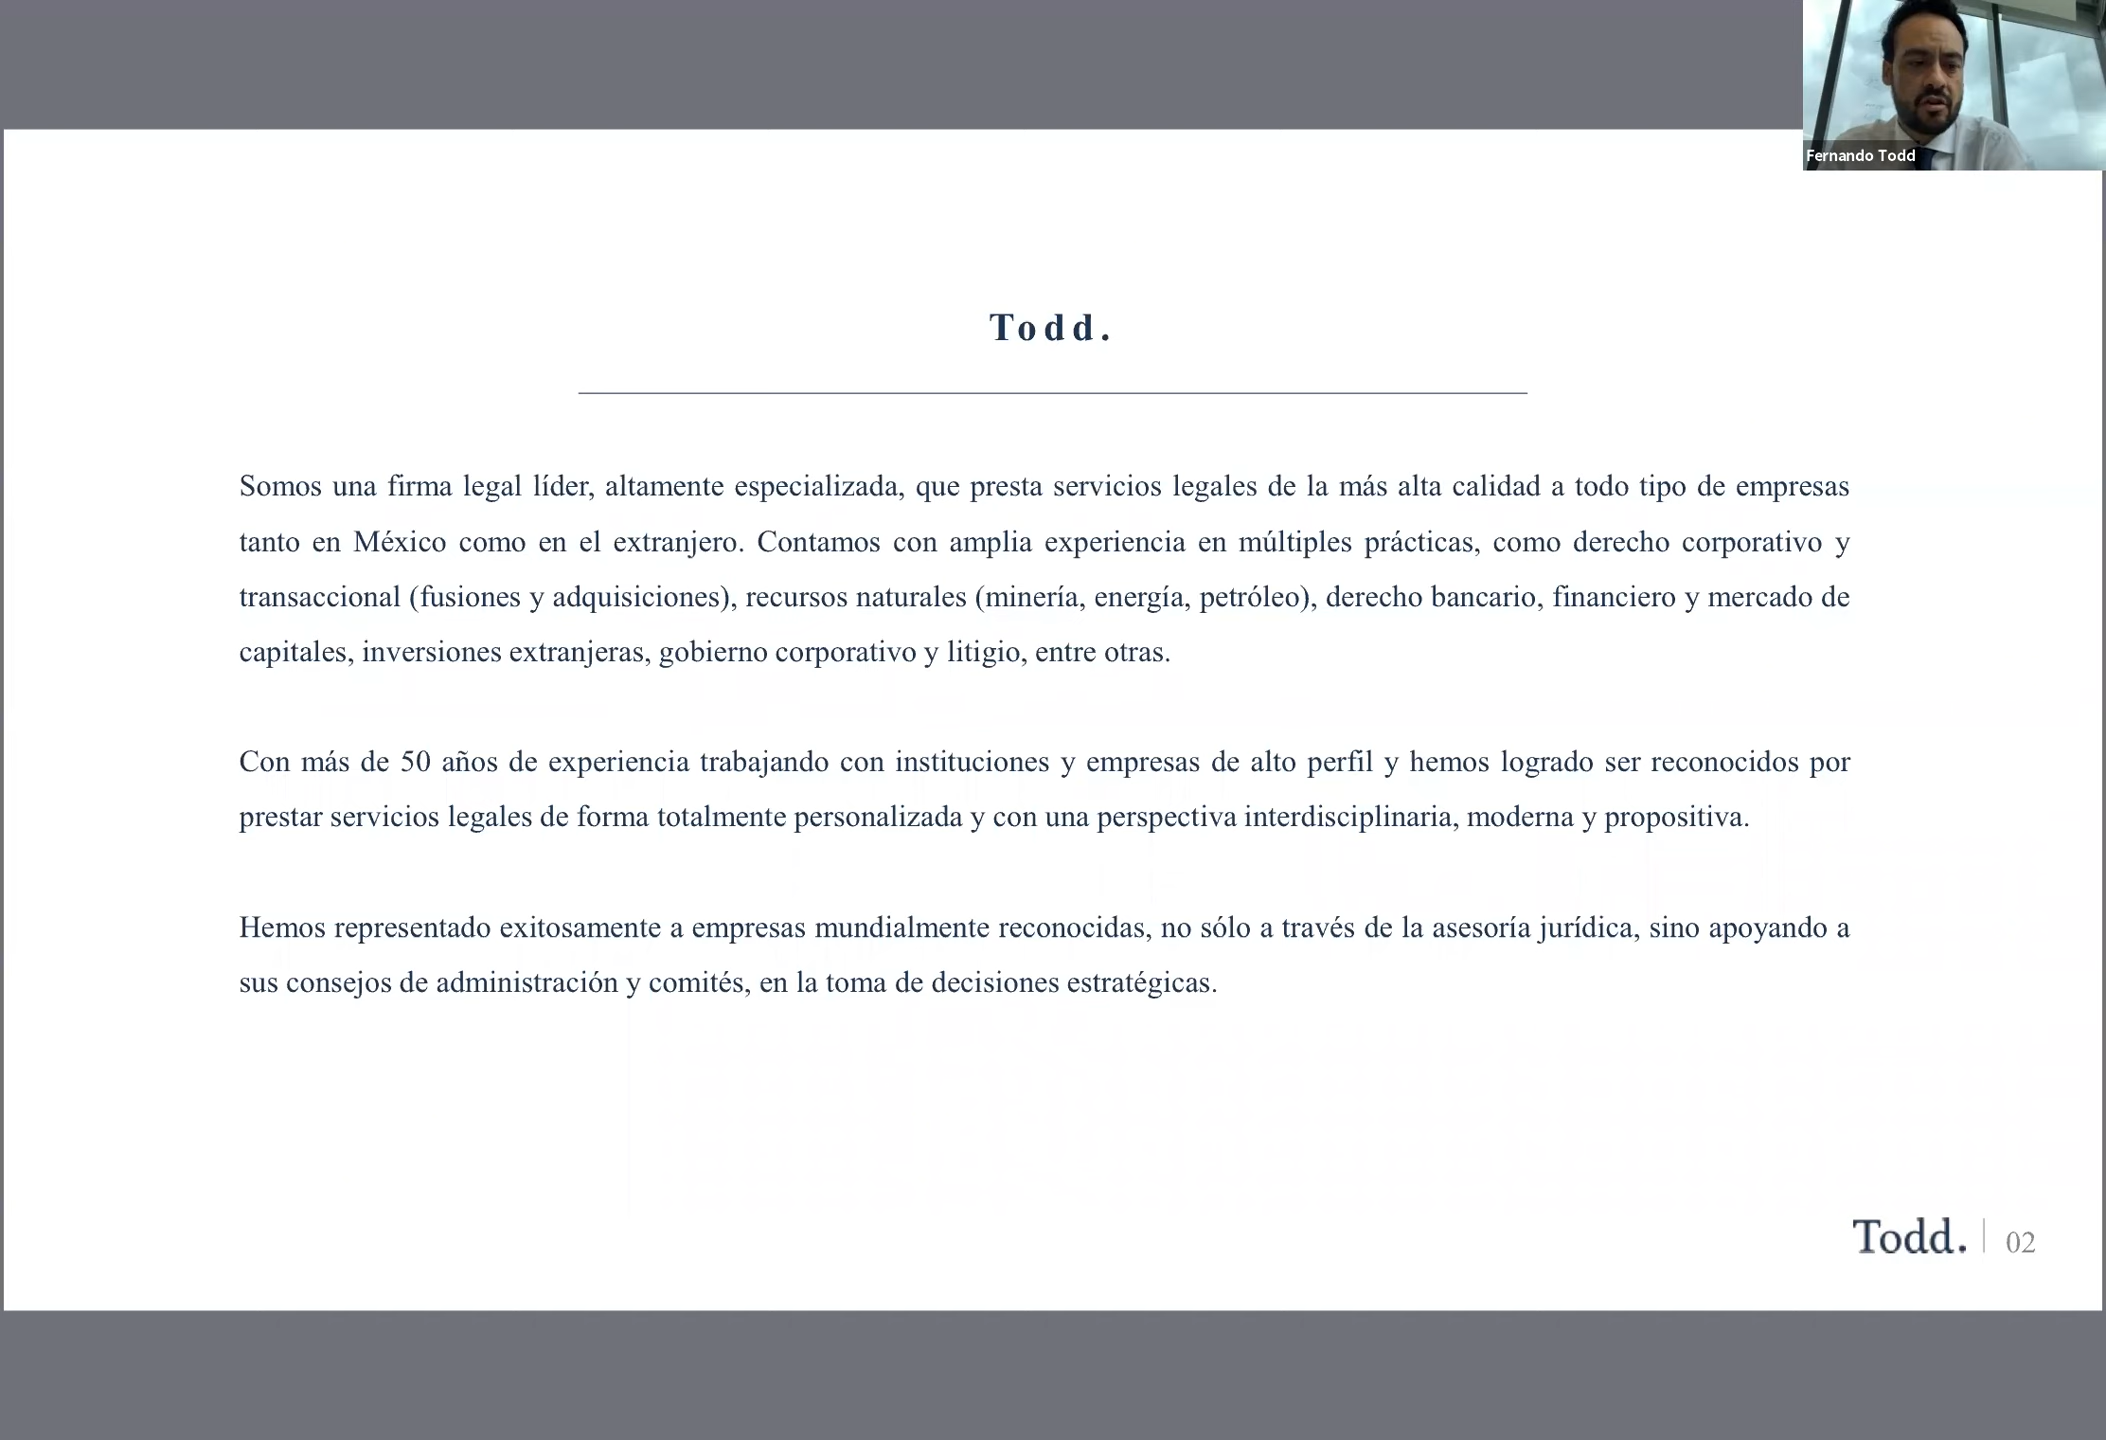 Fernando Todd
Todd.
Somos una firma legal líder, altamente especializada, que presta servicios legales de la más alta calidad a todo tipo de empresas
tanto en México como en el extranjero. Contamos con amplia experiencia en múltiples prácticas, como derecho corporativo y
transaccional (fusiones y adquisiciones), recursos naturales (minería, energía, petróleo), derecho bancario, financiero y mercado de
capitales, inversiones extranjeras, gobierno corporativo y litigio, entre otras.
Con más de 50 años de experiencia trabajando con instituciones y empresas de alto perfil y hemos logrado ser reconocidos por
prestar servicios legales de forma totalmente personalizada y con una perspectiva interdisciplinaria, moderna y propositiva.
Hemos representado exitosamente a empresas mundialmente reconocidas, no sólo a través de la asesoría jurídica, sino apoyando a
sus consejos de administración y comités, en la toma de decisiones estratégicas.
Todd. | 02